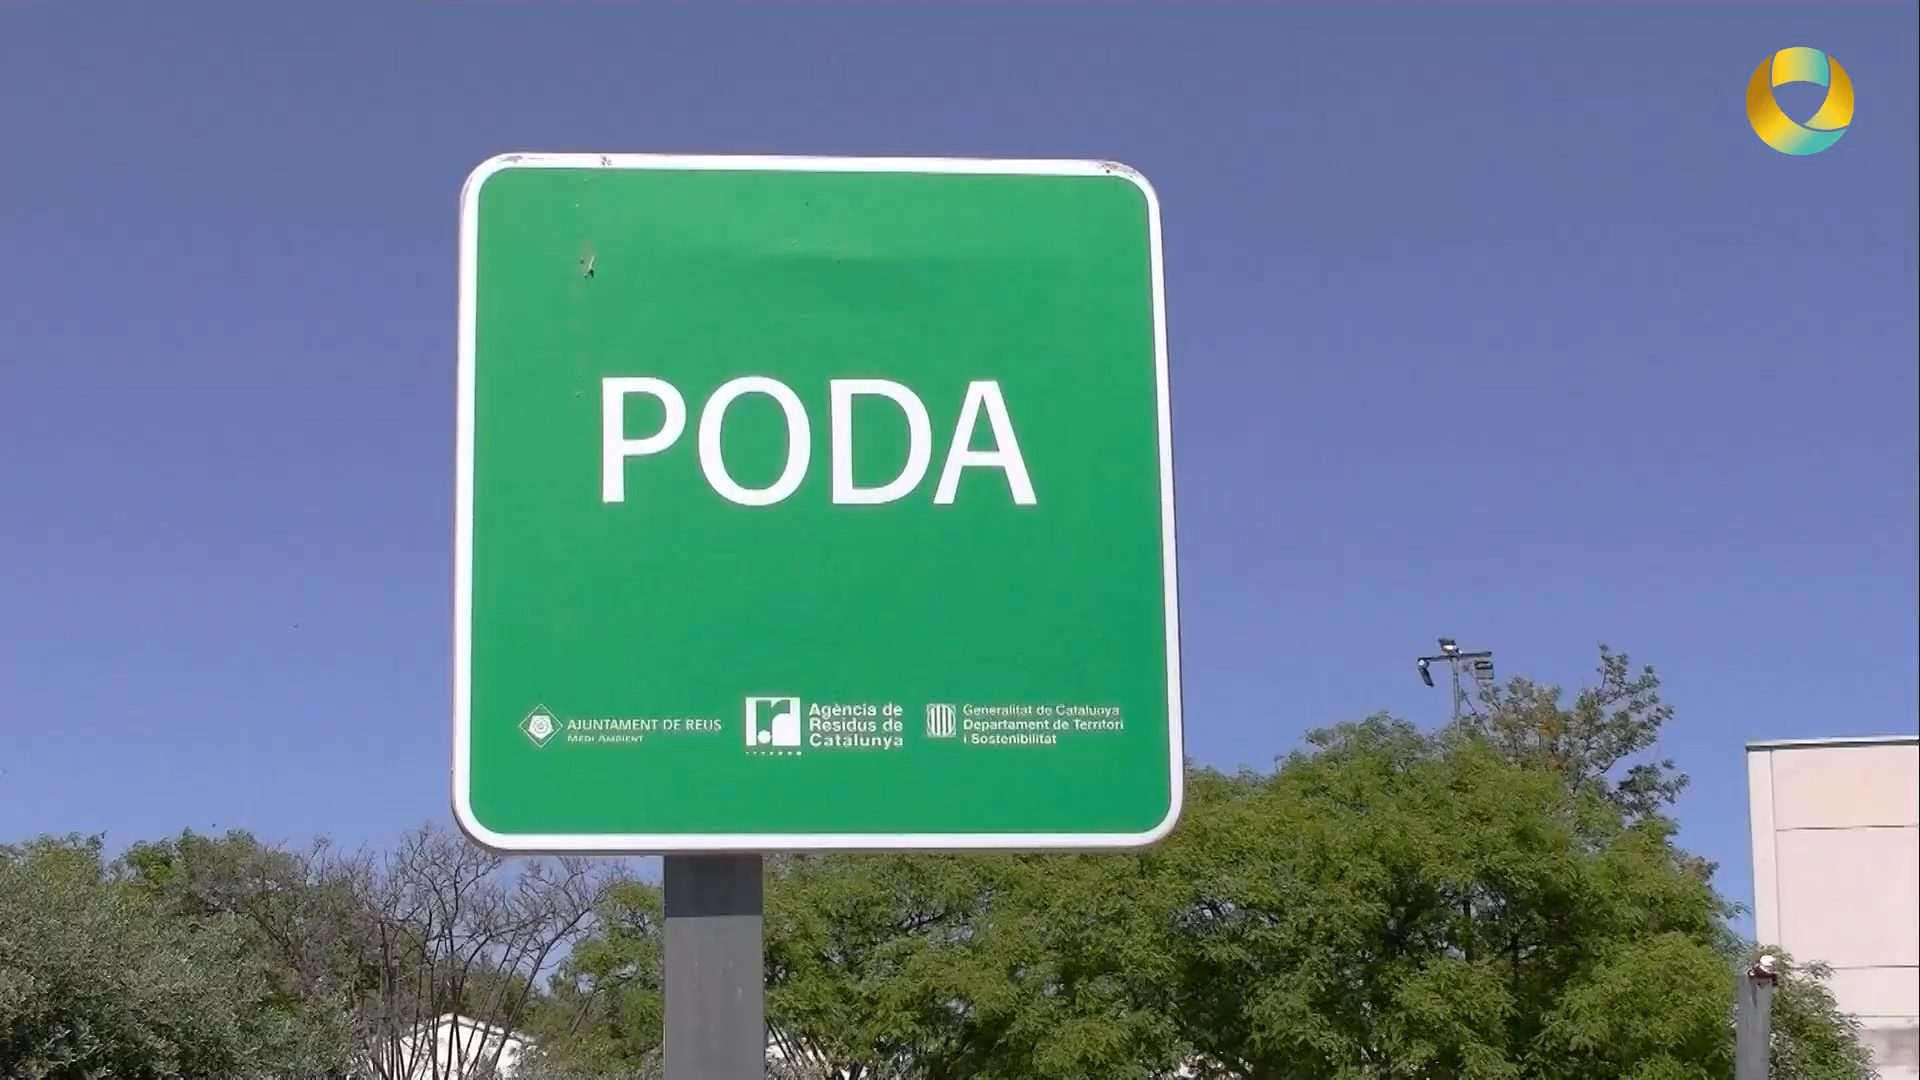 PODA
AJUNTAMENT DE REUS
MEDI AMBIENT
Agència de
Residus de
Catalunya
Generalitat de Catalunya
Departament de Territori
i Sostenibilitat